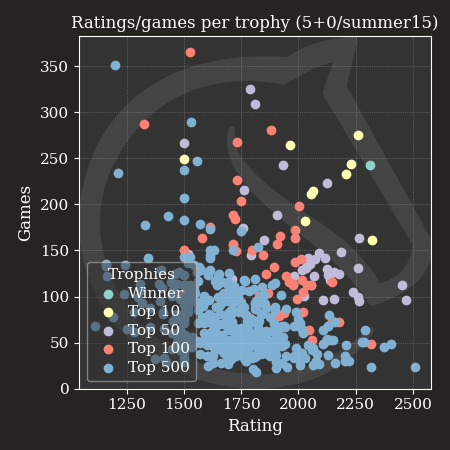 Ratings/games per trophy (5+0/summer15)
350
300
250
200
150
100
50
0
Games
Trophies
Winner
Top 10
Top 50
Top 100
Top 500
1250 1500 1750 2000 2250 2500
Rating